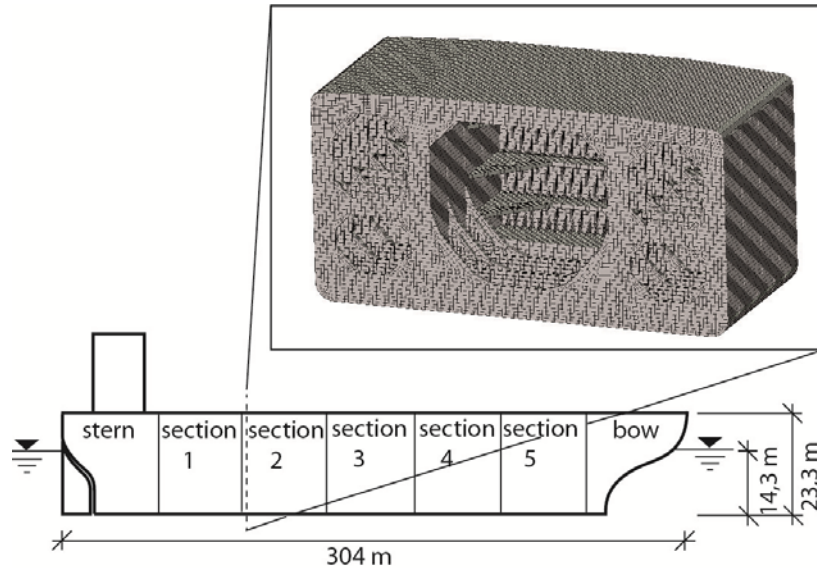 stern
section
1
section
2
section
3
section
4
section
5
bow
14,3 m
23,3 m
304 m